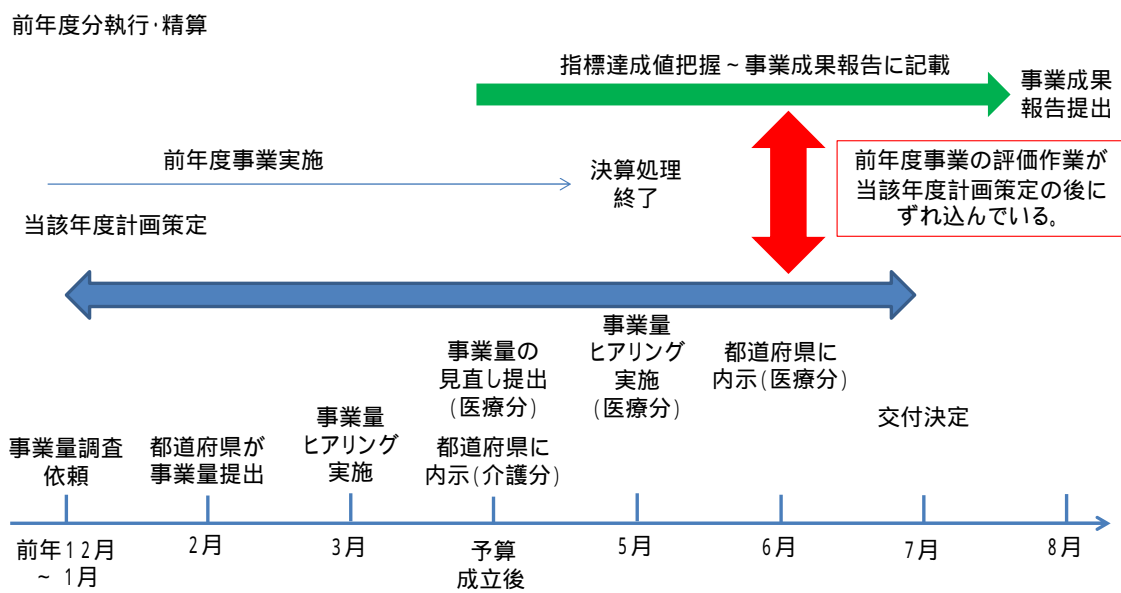 前年度分執行･精算
指標達成値把握~事業成果報告に記載
事業成果
報告提出
前年度事業実施
決算処理
終了
前年度事業の評価作業が
当該年度計画策定の後に
ずれ込んでいる。
当該年度計画策定
事業量調査
依頼
都道府県が
事業量提出
事業量
ヒアリング
実施
事業量の
見直し提出
(医療分)
都道府県に
内示(介護分)
事業量
ヒアリング
実施
(医療分)
都道府県に
内示(医療分)
交付決定
前年12月
~1月
2月
3月
予算
成立後
5月
6月
7月
8月